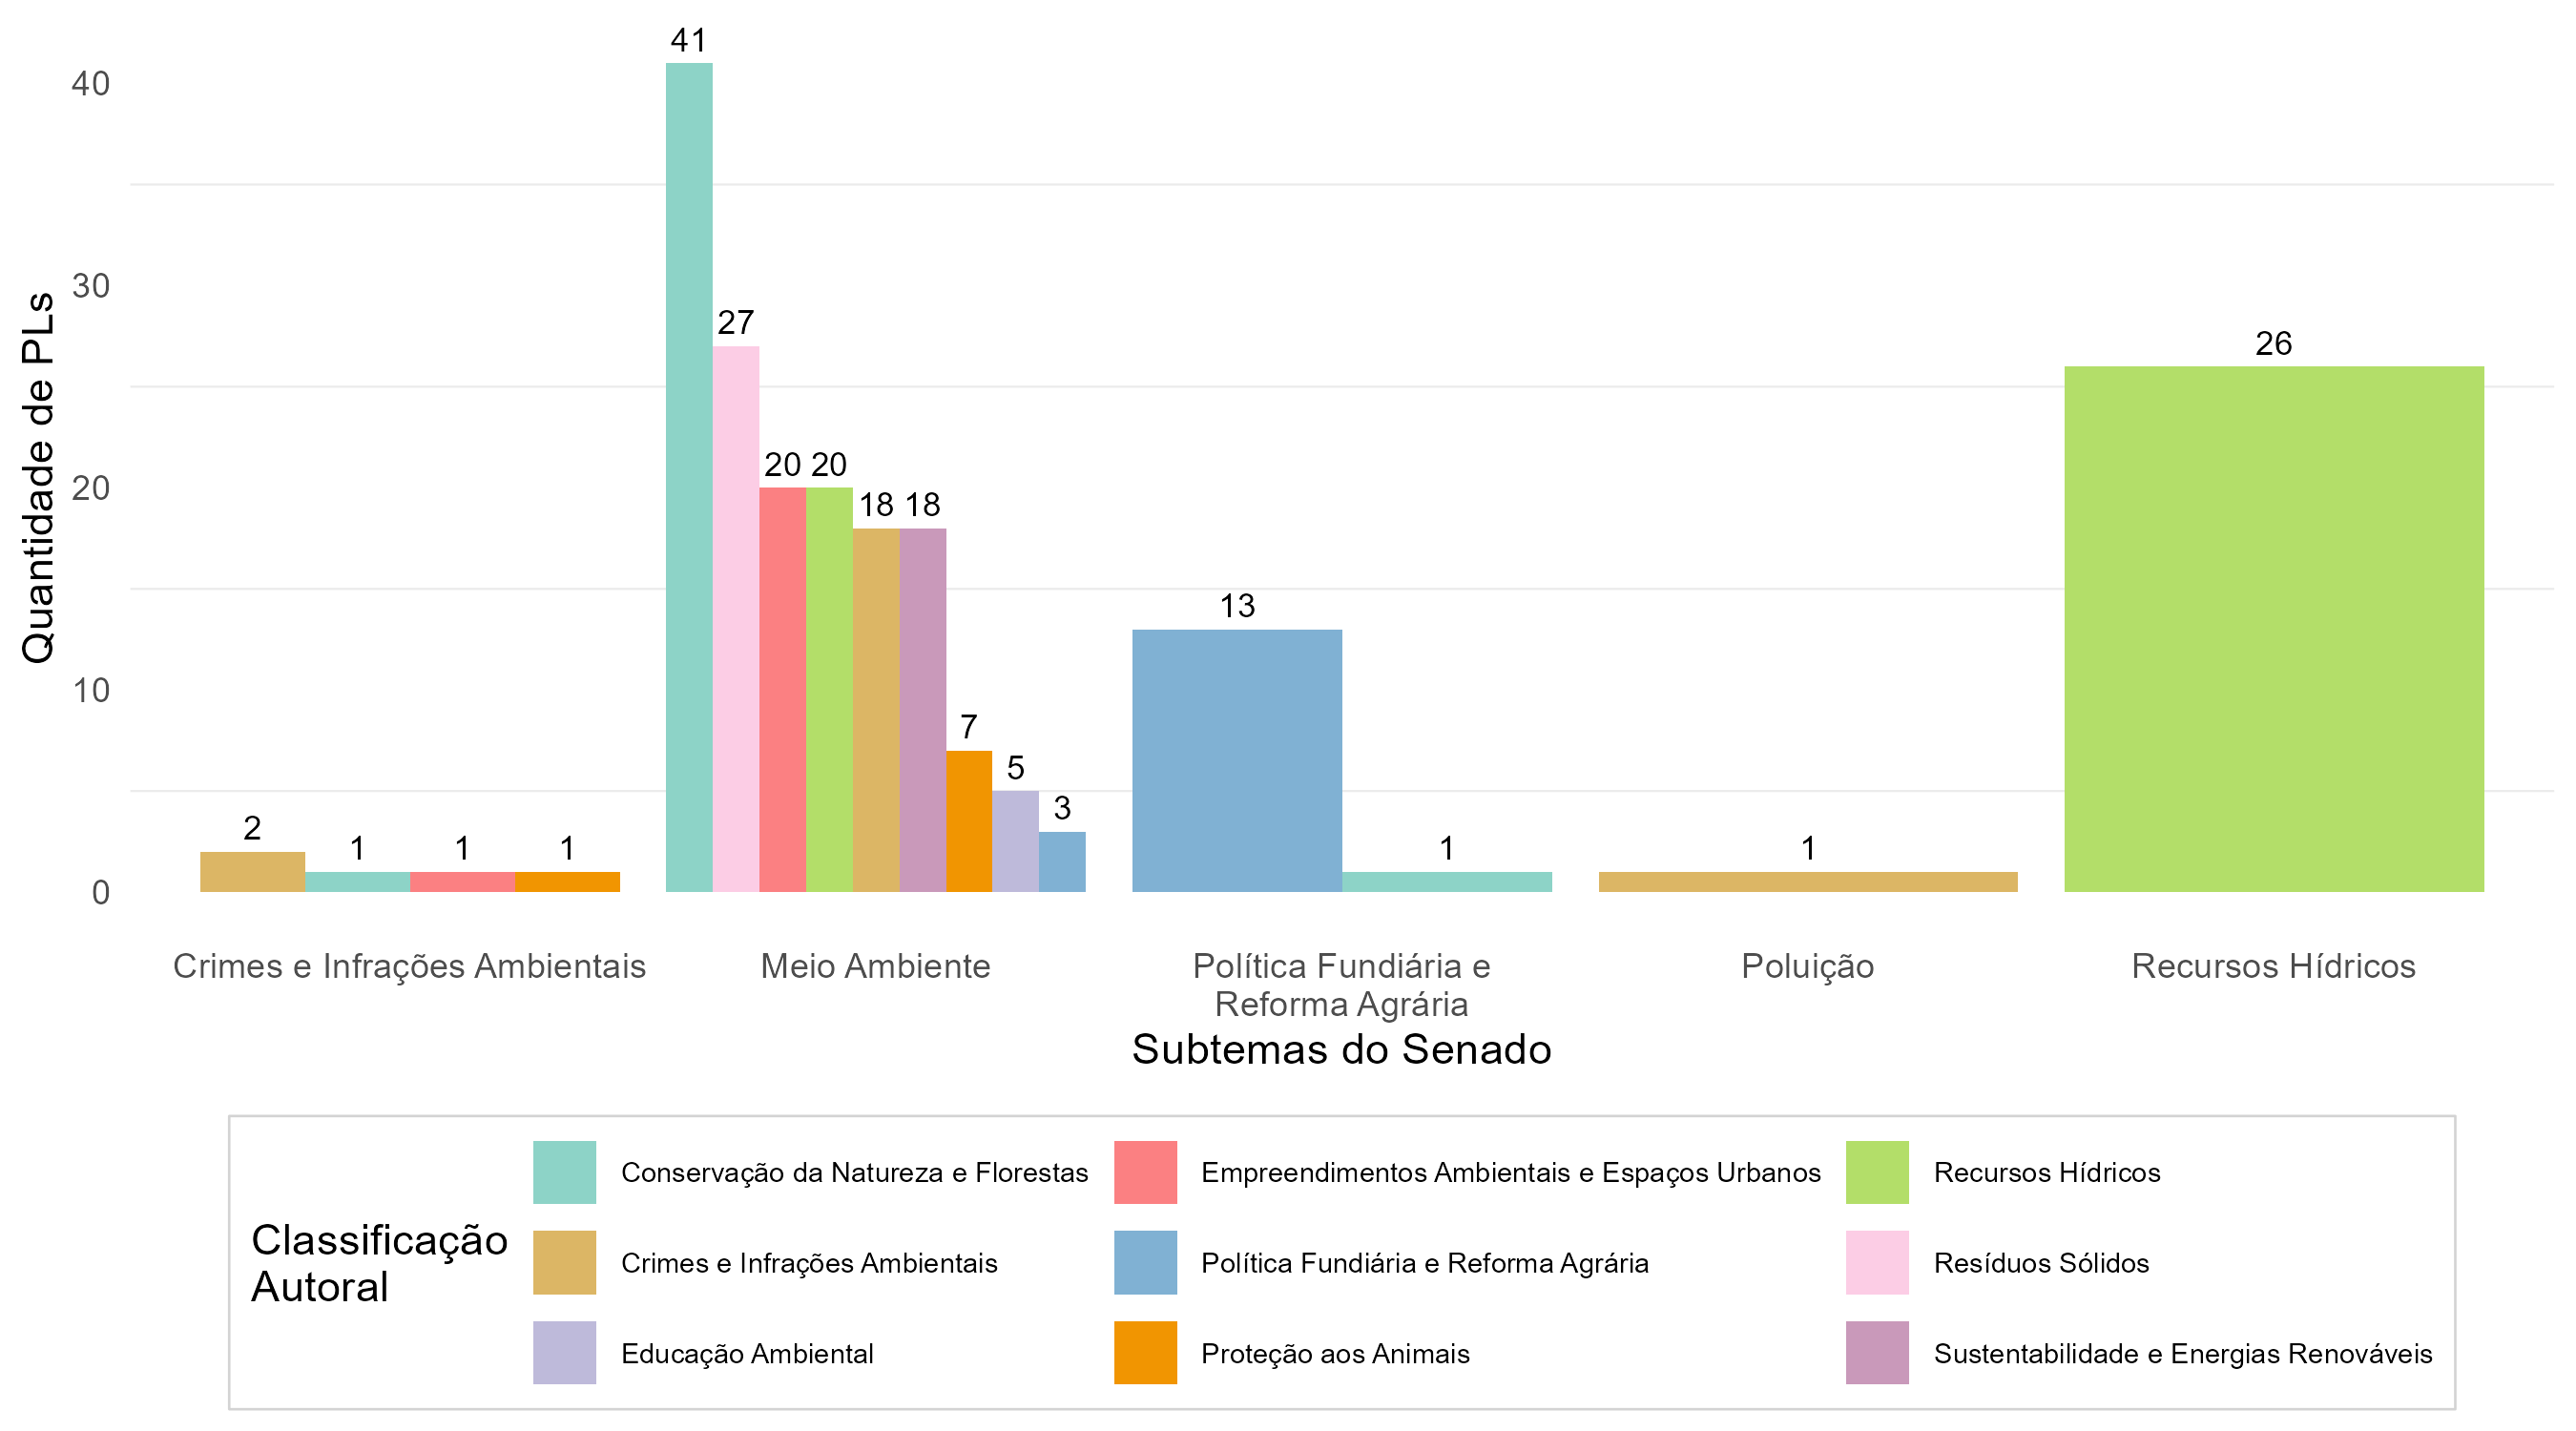 Quantidade de PLs
40
30
20
10
0
2
1
1
1
41
27
20
20
18
18
7
5
3
13
1
1
26
Crimes e Infrações Ambientais
Meio Ambiente
Política Fundiária e
Reforma Agrária
Poluição
Recursos Hídricos
Subtemas do Senado
Classificação
Autoral
Conservação da Natureza e Florestas
Crimes e Infrações Ambientais
Educação Ambiental
Empreendimentos Ambientais e Espaços Urbanos
Política Fundiária e Reforma Agrária
Proteção aos Animais
Recursos Hídricos
Resíduos Sólidos
Sustentabilidade e Energias Renováveis